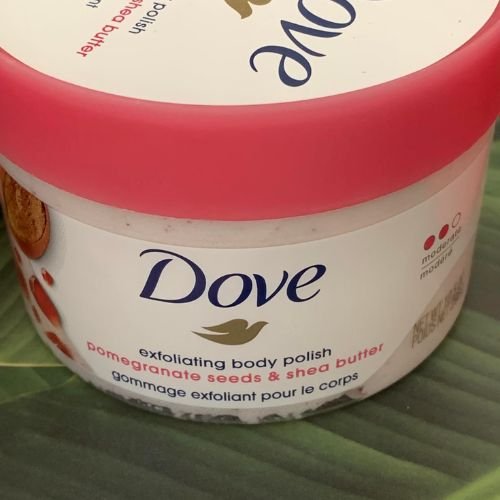 polish
shea butter
Dove
Dove
exfoliating body polish
pomegranate seeds & shea butter
gommage exfoliant pour le corps
moderate
modéré